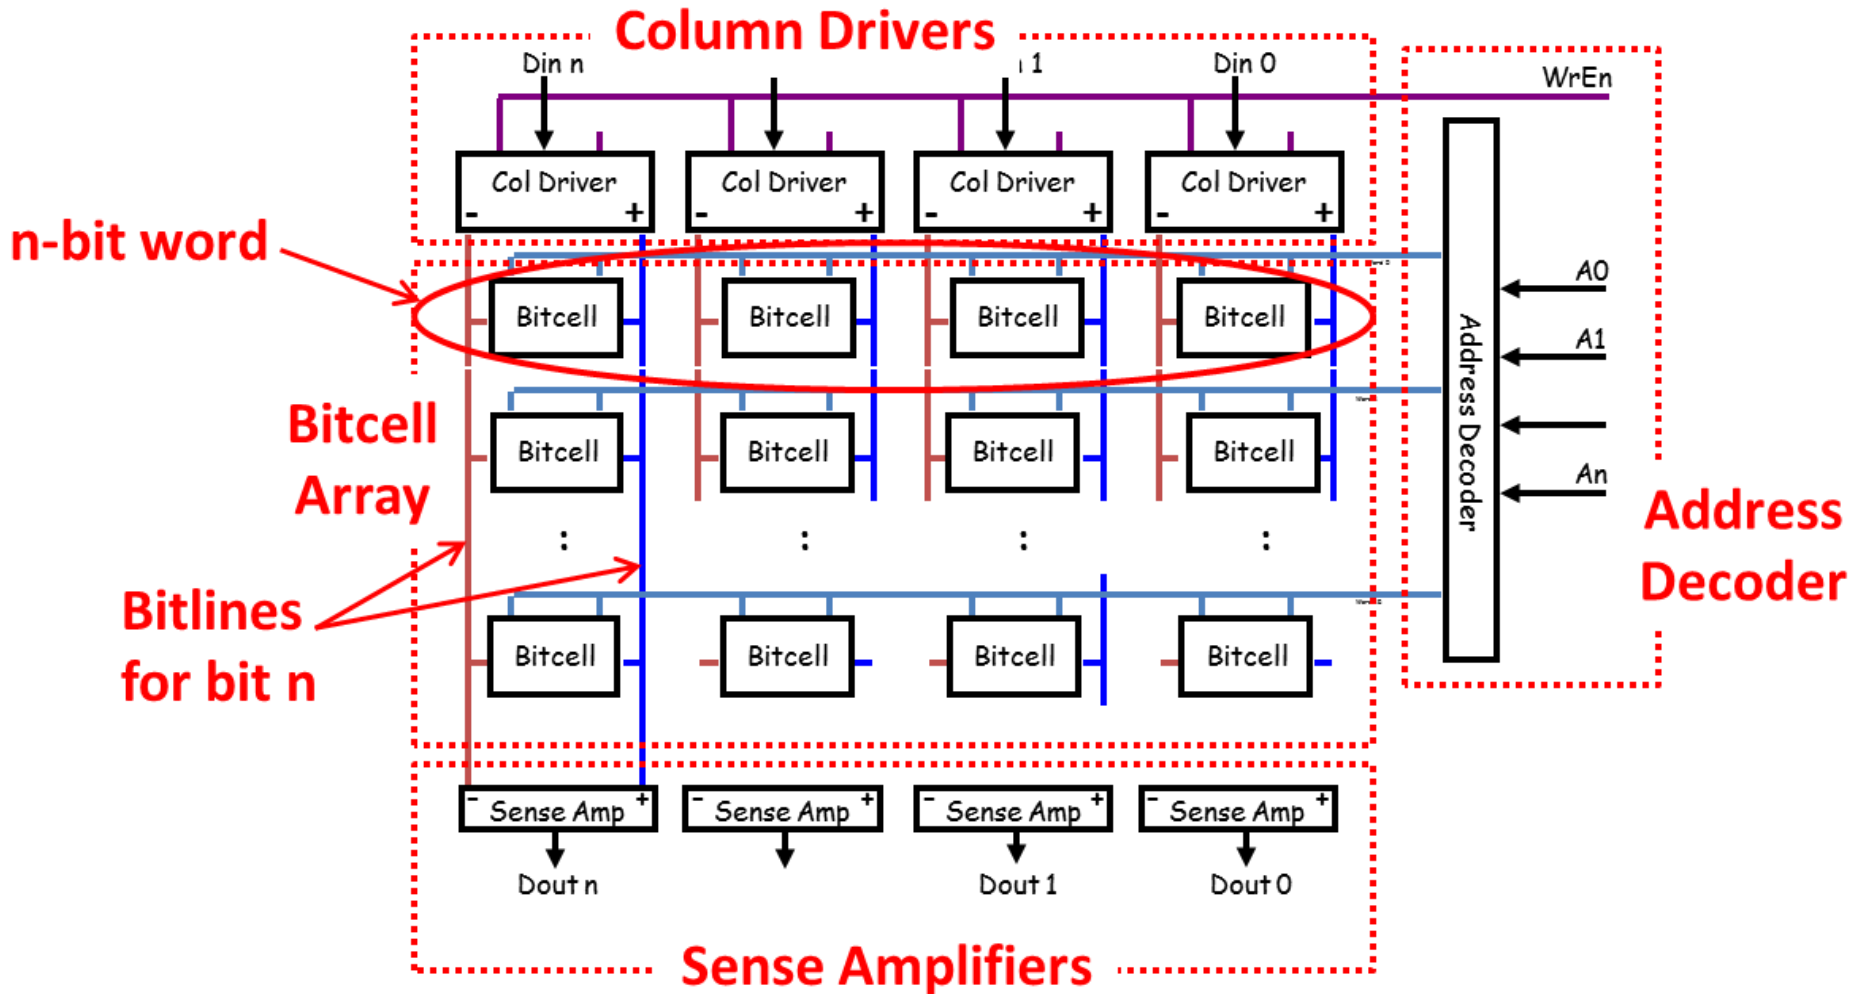 Column Drivers
Din n
1
Din 0
WrEn
Col Driver
Col Driver
Col Driver
Col Driver
- +
- +
- +
- +
n-bit word
A0
Bitcell
Bitcell
Bitcell
Bitcell
A1
Address Decoder
Bitcell
Array
Bitcell
Bitcell
Bitcell
Bitcell
An
Address
Decoder
:
:
:
:
Bitlines
for bit n
Bitcell
Bitcell
Bitcell
Bitcell
- Sense Amp +
- Sense Amp +
- Sense Amp +
- Sense Amp +
Dout n
Dout 1
Dout 0
Sense Amplifiers